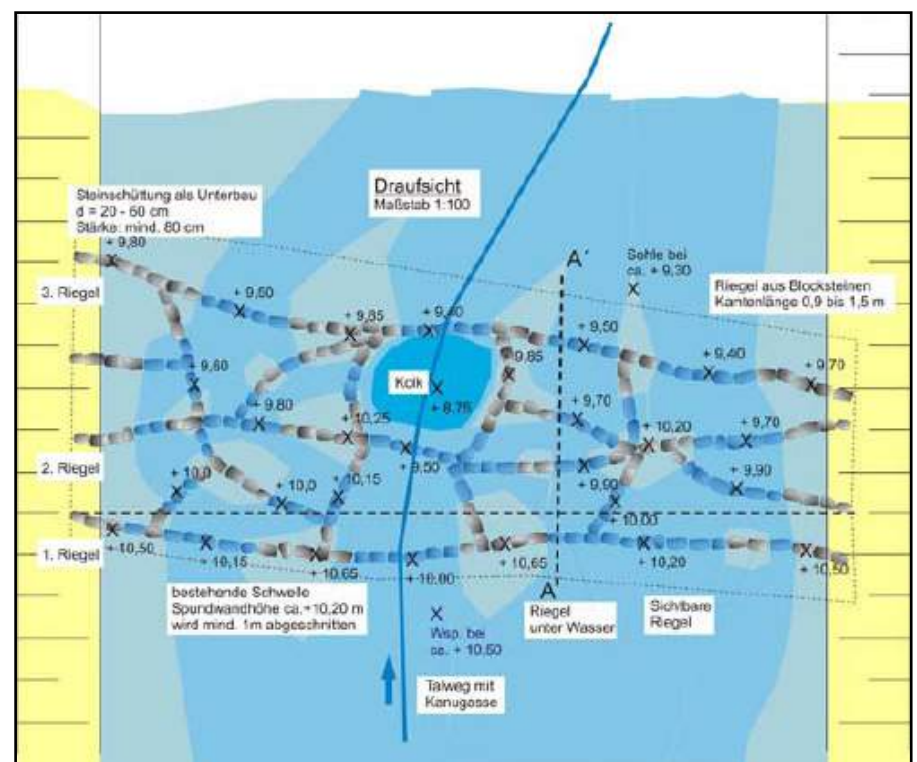 Draufsicht
Maßstab 1:100
Steinschüttung als Unterbau
d = 20 - 60 cm
Stärke: mind. 80 cm
+ 9,80
A´
Sohle bei
ca. + 9,30
Riegel aus Blocksteinen
Kantenlänge 0,9 bis 1,5 m
3. Riegel
+ 9,50
+ 9,85
+ 9,40
+ 9,50
9,85
+ 9,40
+ 9,70
+ 9,60
Kolk
+ 8,75
+ 9,80
+ 10,25
+ 9,70
+ 10,20
+ 9,70
2. Riegel
+ 10,0
+ 10,0
+ 10,15
+ 9,50
+ 9,90
+ 9,90
+ 10,00
1. Riegel
+ 10,50
+ 10,15
+ 10,65
+ 10,00
+ 10,65
+ 10,20
+ 10,50
A
bestehende Schwelle
Spundwandhöhe ca.+10,20 m
wird mind. 1m abgeschnitten
Riegel
unter Wasser
Sichtbare
Riegel
Wsp. bei
ca. + 10,50
Talweg mit
Kanugasse